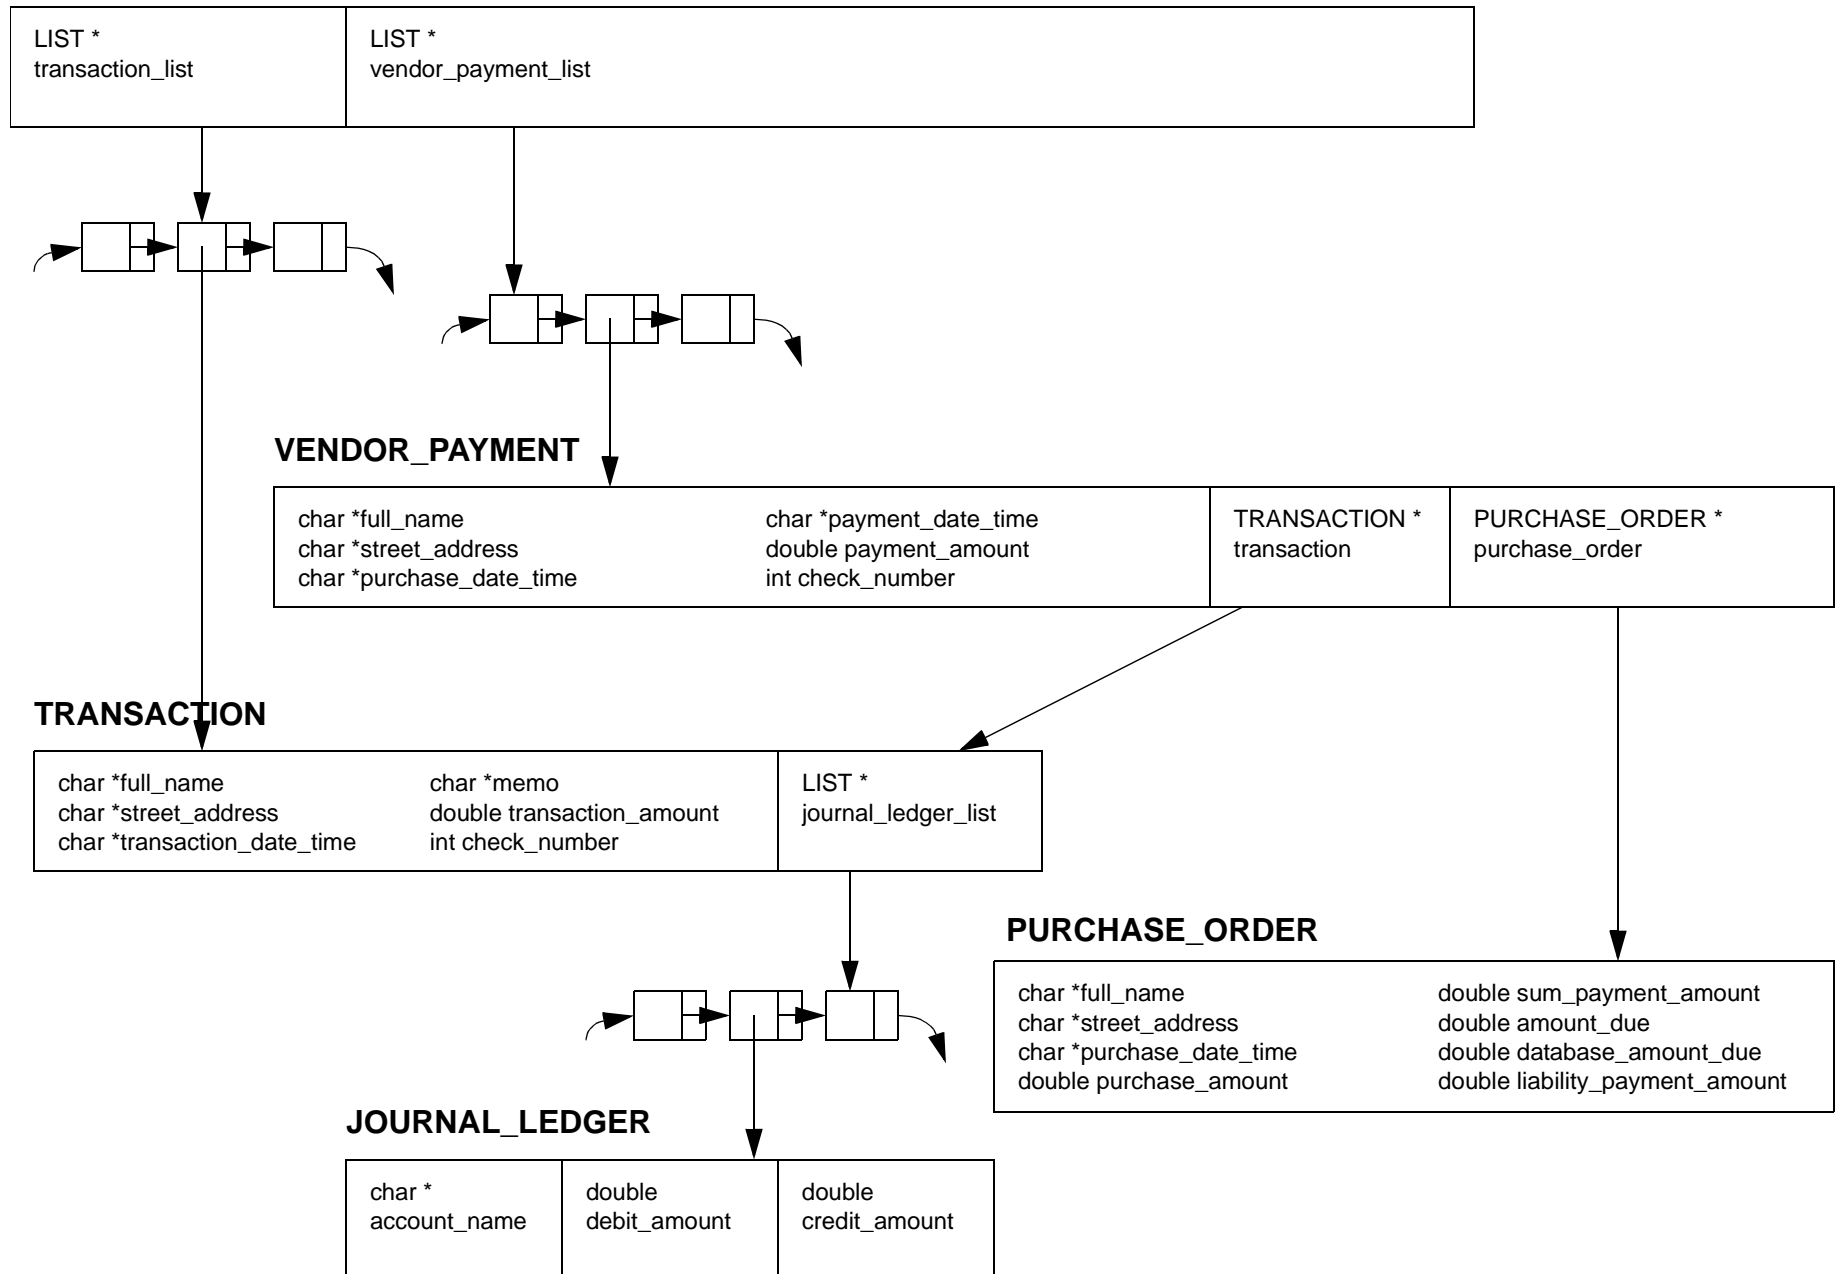 LIST *
transaction_list
LIST *
vendor_payment_list
VENDOR_PAYMENT
char *full_name
char *street_address
char *purchase_date_time
char *payment_date_time
double payment_amount
int check_number
TRANSACTION *
transaction
PURCHASE_ORDER *
purchase_order
TRANSACTION
char *full_name
char *street_address
char *transaction_date_time
char *memo
double transaction_amount
int check_number
LIST *
journal_ledger_list
PURCHASE_ORDER
char *full_name
char *street_address
char *purchase_date_time
double purchase_amount
double sum_payment_amount
double amount_due
double database_amount_due
double liability_payment_amount
JOURNAL_LEDGER
char *
account_name
double
debit_amount
double
credit_amount